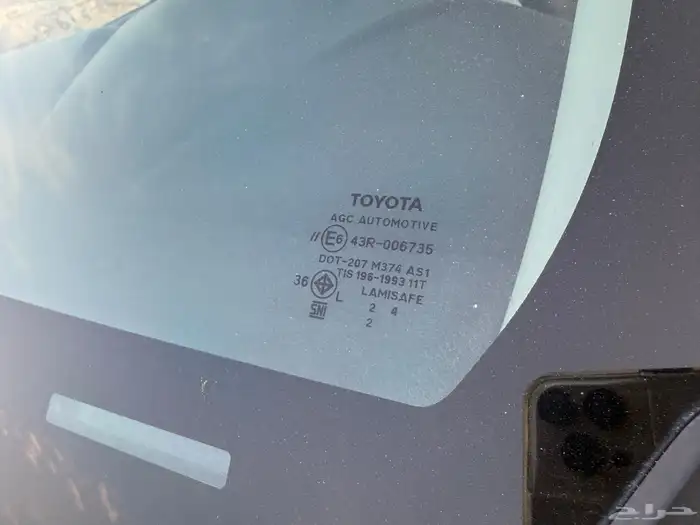 TOYOTA
AGC AUTOMOTIVE
// E6 43R-006735
DOT-207 M374 AS1
TIS 196-1993 11T
36 L LAMISAFE
SNI 2 4
2
حراج